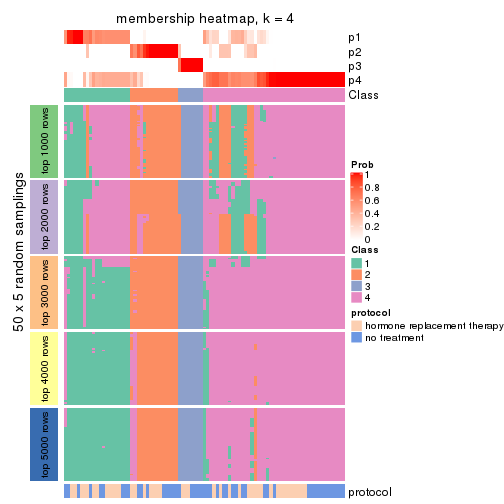 membership heatmap, k = 4
p1
p2
p3
p4
Class
50 x 5 random samplings
top 1000 rows
top 2000 rows
top 3000 rows
top 4000 rows
top 5000 rows
protocol
Prob
1
0.8
0.6
0.4
0.2
0
Class
1
2
3
4
protocol
hormone replacement therapy
no treatment